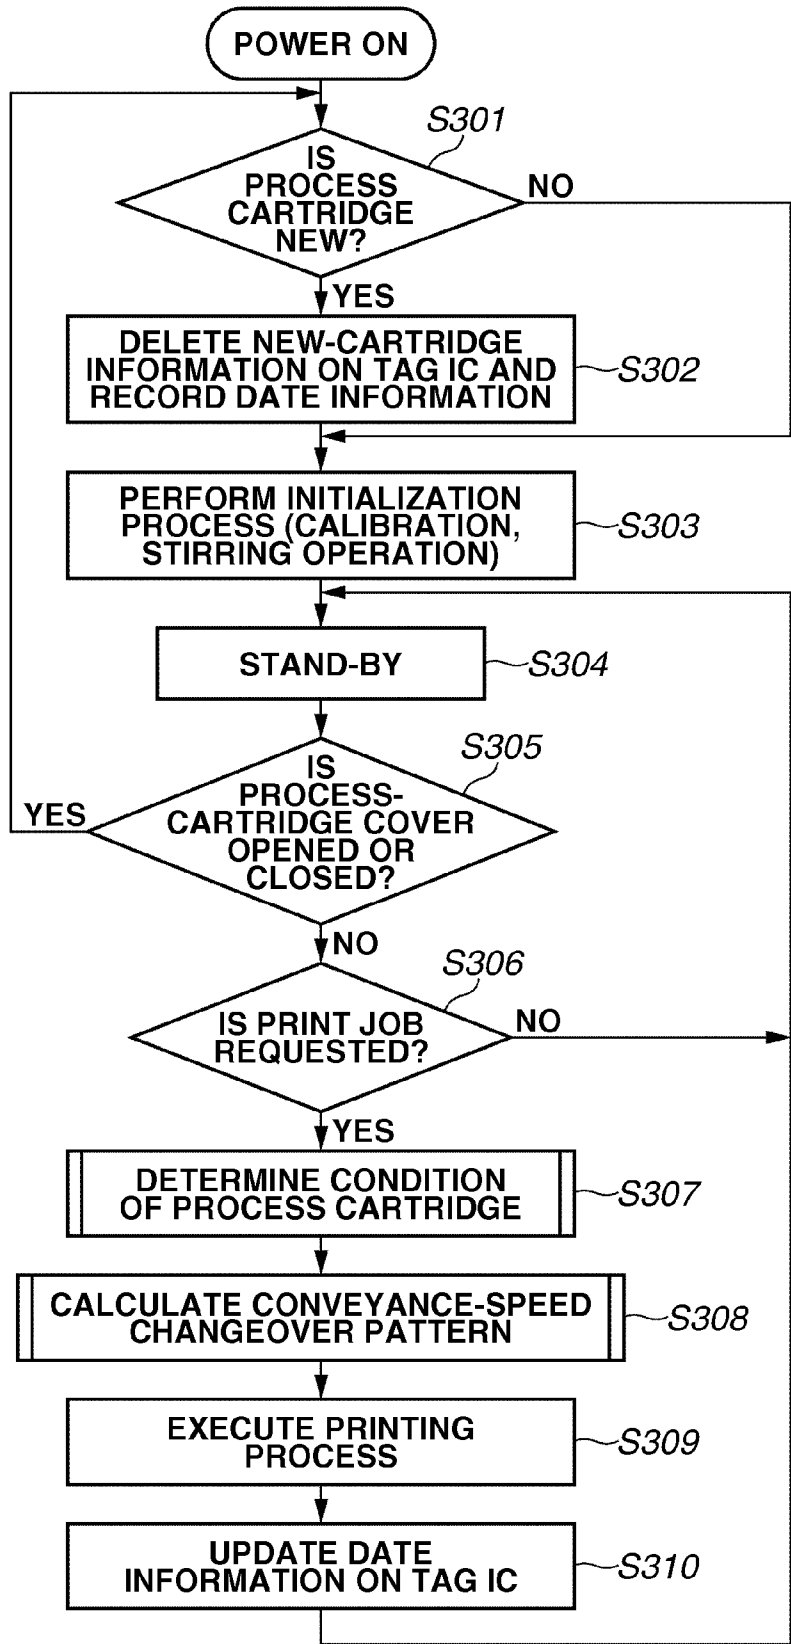 POWER ON
S301
IS
PROCESS
CARTRIDGE
NEW?
NO
YES
DELETE NEW-CARTRIDGE
INFORMATION ON TAG IC AND
RECORD DATE INFORMATION
S302
PERFORM INITIALIZATION
PROCESS (CALIBRATION,
STIRRING OPERATION)
S303
STAND-BY
S304
S305
IS
PROCESS-
CARTRIDGE COVER
OPENED OR
CLOSED?
YES
NO
S306
IS PRINT JOB
REQUESTED?
NO
YES
DETERMINE CONDITION
OF PROCESS CARTRIDGE
S307
CALCULATE CONVEYANCE-SPEED
CHANGEOVER PATTERN
S308
EXECUTE PRINTING
PROCESS
S309
UPDATE DATE
INFORMATION ON TAG IC
S310